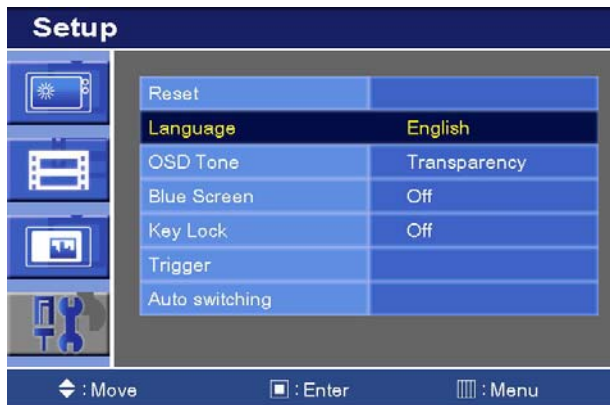 Setup
Reset
Language English
OSD Tone Transparency
Blue Screen Off
Key Lock Off
Trigger
Auto switching
: Move : Enter : Menu